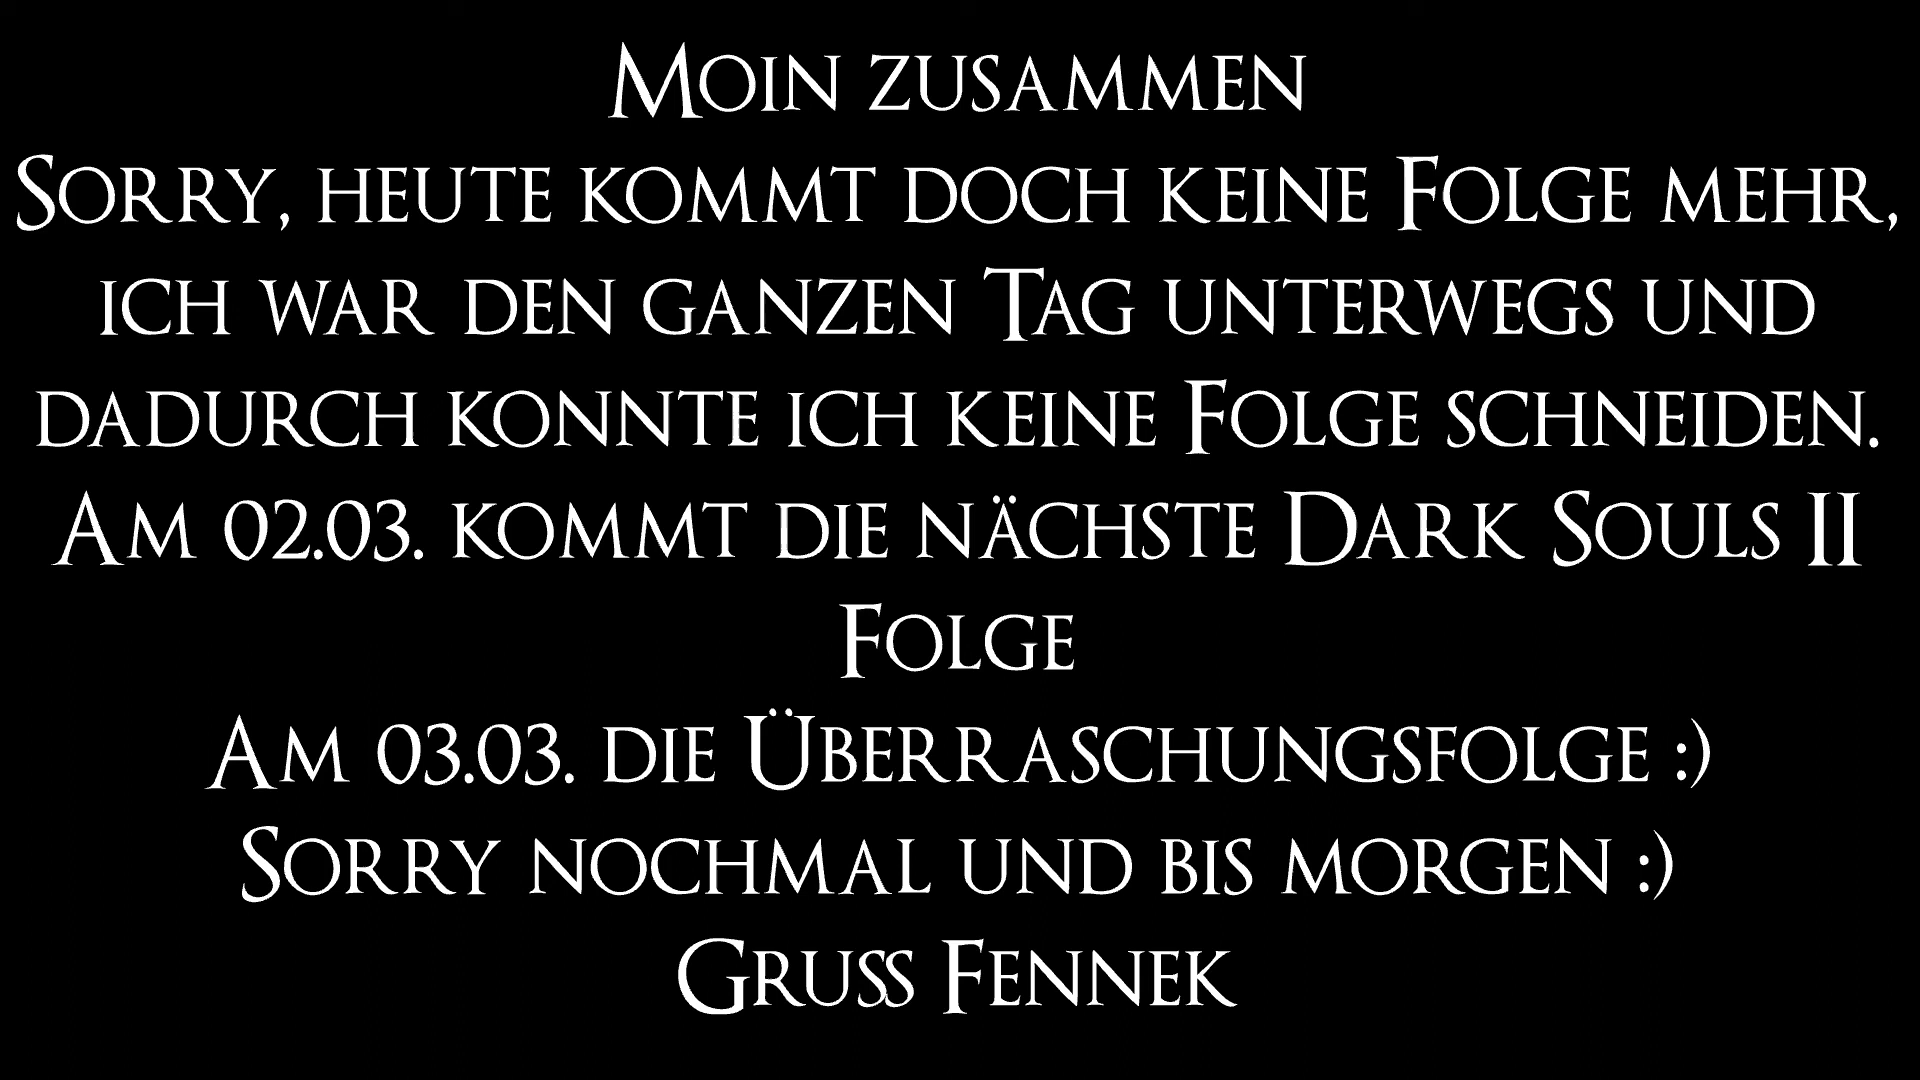 Moin zusammen
Sorry, heute kommt doch keine Folge mehr,
ich war den ganzen Tag unterwegs und
dadurch konnte ich keine Folge schneiden.
Am 02.03. kommt die nächste Dark Souls II
Folge
Am 03.03. die Überraschungsfolge :)
Sorry nochmal und bis morgen :)
Gruss Fennek